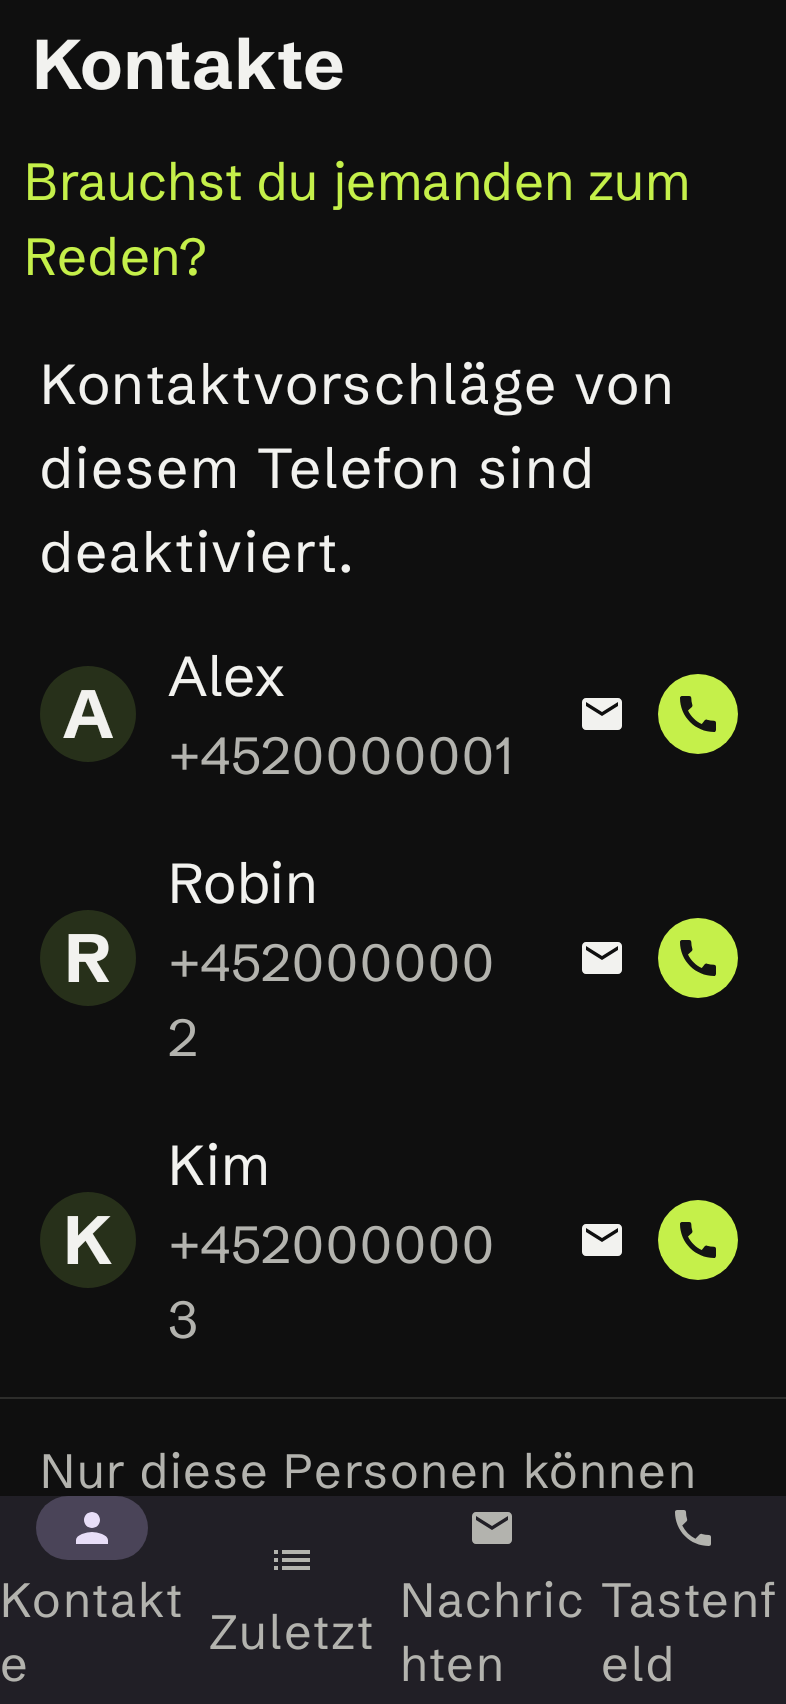 Kontakte
Brauchst du jemanden zum
Reden?
Kontaktvorschläge von
diesem Telefon sind
deaktiviert.
A
Alex
+4520000001
R
Robin
+452000000
2
K
Kim
+452000000
3
Nur diese Personen können
Kontakt
e
Zuletzt
Nachric
hten
Tastenf
eld